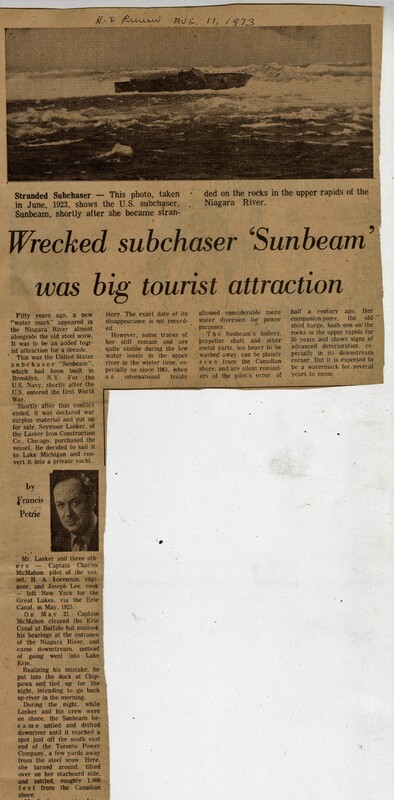 N.F. Review AUG. 11, 1973
Stranded Subchaser — This photo, taken
in June, 1923, shows the U.S. subchaser,
Sunbeam, shortly after she became stran-
ded on the rocks in the upper rapids of the
Niagara River.
Wrecked subchaser 'Sunbeam'
was big tourist attraction
Fifty years ago, a new
"water mark" appeared in
the Niagara River almost
alongside the old steel scow.
It was to be an added tour-
ist attraction for a decade.
This was the United States
subchaser "Sunbeam",
which had been built in
Brooklyn, N.Y. For the
U.S. Navy, shortly after the
U.S. entered the first World
War.
Shortly after that conflict
ended, it was declared war
surplus material and put up
for sale. Seymour Lasker, of
the Lasker Iron Construction
Co., Chicago, purchased the
vessel. He decided to sail it
to Lake Michigan and con-
vert it into a private yacht.
by
Francis
Petrie
Mr. Lasker and three oth-
ers — Captain Charles
McMahon, pilot of the ves-
sel, H. A. Lorenzan, engi-
neer, and Joseph Lee, cook
— left New York for the
Great Lakes, via the Erie
Canal, in May, 1923.
On May 21, Captain
McMahon cleared the Erie
Canal at Buffalo but mistook
his bearings at the entrance
of the Niagara River, and
came downstream, instead
of going west into Lake
Erie.
Realizing his mistake, he
put into the dock at Chip-
pawa and tied up for the
night, intending to go back
up-river in the morning.
During the night, while
Lasker and his crew were
on shore, the Sunbeam be-
came untied and drifted
downriver until it reached a
spot just off the south east
end of the Toronto Power
Company, a few yards away
from the steel scow. Here,
she turned around, tilted
over on her starboard side,
and settled, roughly 1,000
feet from the Canadian
shore.
story. The exact date of its
disappearance is not record-
ed.
However, some traces of
her still remain and are
quite visible during the low
water levels in the upper
river in the winter time, es-
pecially so since 1961, when
an international treaty
allowed considerable more
water diversion for power
purposes.
The Sunbeam's boilers,
propeller shaft and other
metal parts, too heavy to be
washed away, can be plainly
seen from the Canadian
shore, and are silent remind-
ers of the pilot's error of
half a century ago. Her
companion-piece, the old
steel barge, hath een on the
rocks in the upper rapids for
55 years and shows signs of
advanced deterioration, es-
pecially in its downstream
corner. But it is expected to
be a watermark for several
years to come.